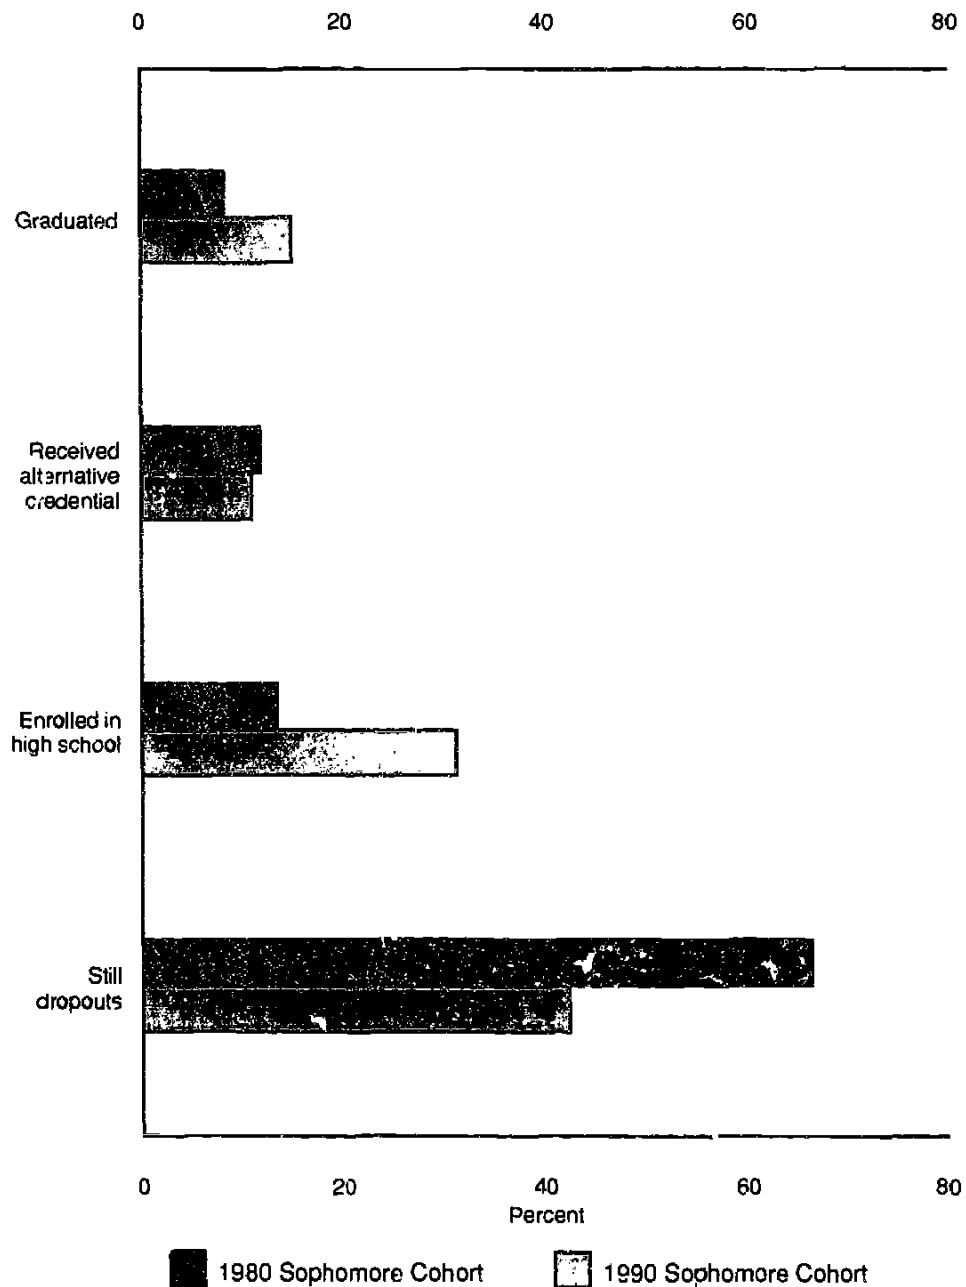 0 20 40 60 80
Graduated
Received
alternative
credential
Enrolled in
high school
Still
dropouts
0 20 40 60 80
Percent
1980 Sophomore Cohort 1990 Sophomore Cohort